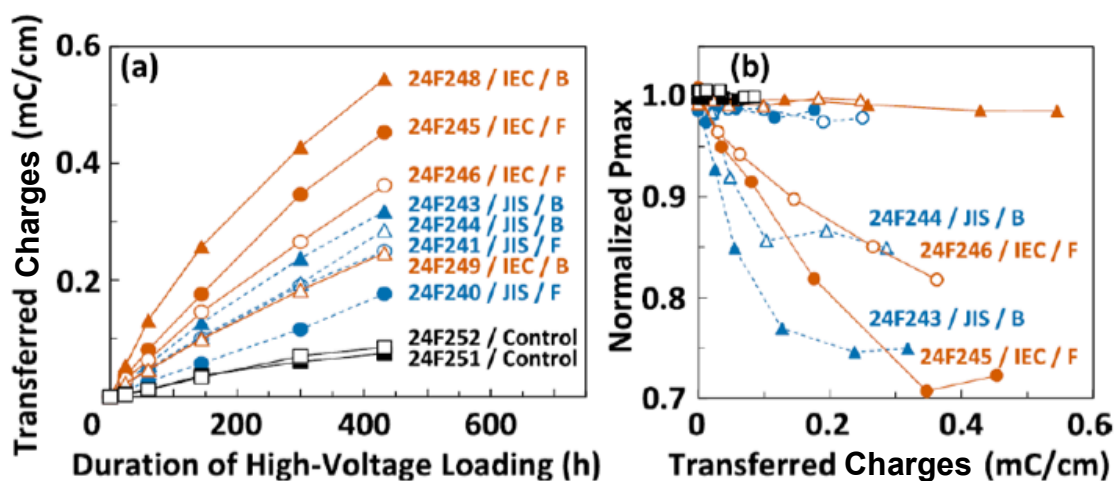 (a)
0.6
0.4
0.2
0
200
400
600
Transferred Charges (mC/cm)
Duration of High-Voltage Loading (h)
24F248 / IEC / B
24F245 / IEC / F
24F246 / IEC / F
24F243 / JIS / B
24F244 / JIS / B
24F241 / JIS / F
24F249 / IEC / B
24F240 / JIS / F
24F252 / Control
24F251 / Control
(b)
1.0
0.9
0.8
0.7
0
0.2
0.4
0.6
Normalized Pmax
Transferred Charges (mC/cm)
24F244 / JIS / B
24F246 / IEC / F
24F243 / JIS / B
24F245 / IEC / F